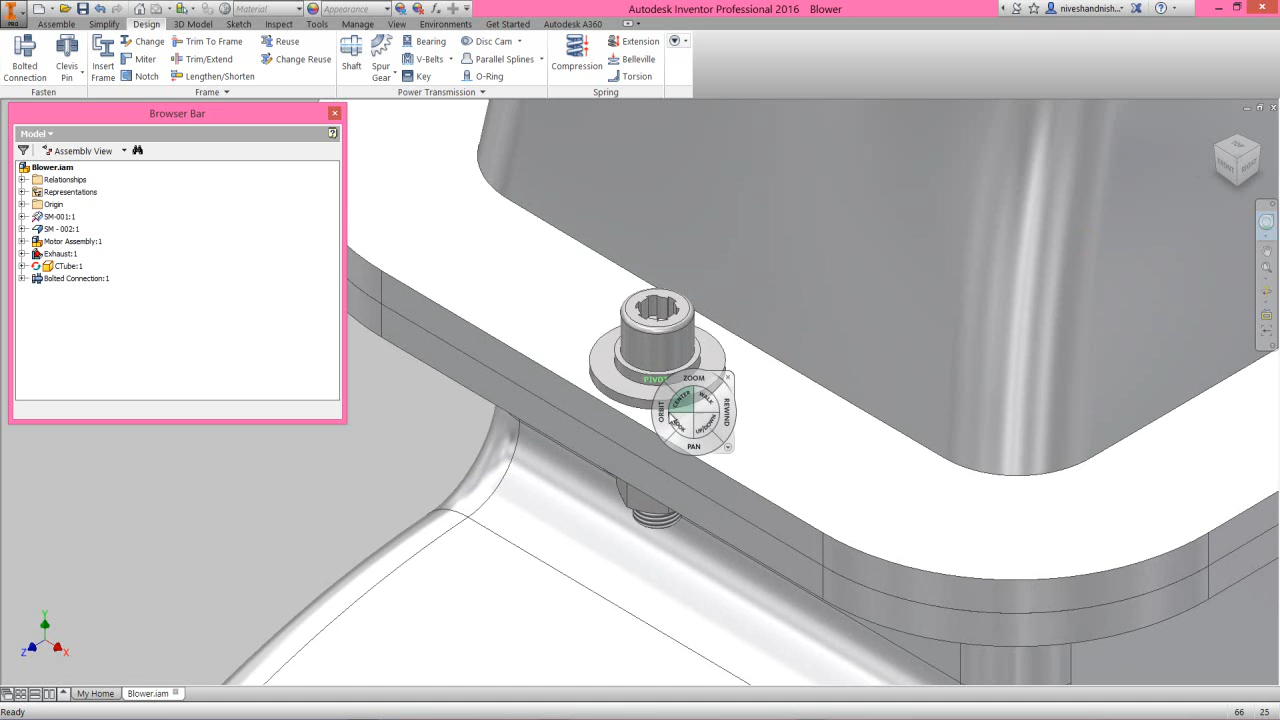 Material
Appearance
Autodesk Inventor Professional 2016 Blower
niveshandnish...
PRO
Assemble Simplify Design 3D Model Sketch Inspect Tools Manage View Environments Get Started Autodesk A360
Bolted Connection
Clevis Pin
Fasten
Insert Frame
Change
Miter
Notch
Trim To Frame
Trim/Extend
Lengthen/Shorten
Reuse
Change Reuse
Frame
Shaft
Spur Gear
Bearing
V-Belts
Key
Disc Cam
Parallel Splines
O-Ring
Power Transmission
Compression
Extension
Belleville
Torsion
Spring
Browser Bar
Model
Assembly View
Blower.iam
Relationships
Representations
Origin
SM-001:1
SM - 002:1
Motor Assembly:1
Exhaust:1
CTube:1
Bolted Connection:1
TOP
FRONT
RIGHT
PIVOT
ZOOM
CENTER
WALK
ORBIT
REWIND
LOOK
UP/DOWN
PAN
Y
Z
X
My Home
Blower.iam
Ready
66 25